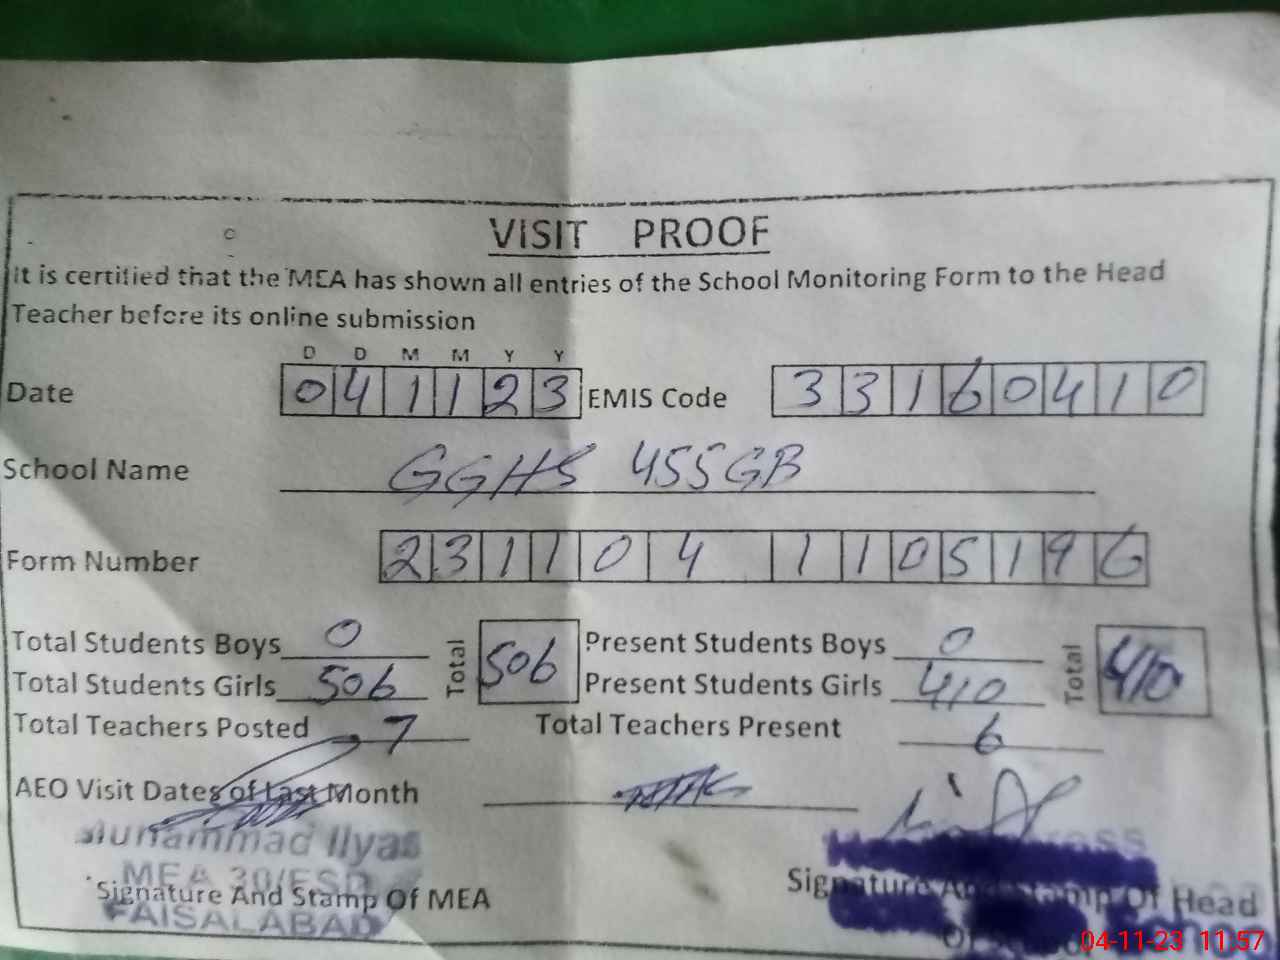 VISIT PROOF
It is certified that the MEA has shown all entries of the School Monitoring Form to the Head
Teacher before its online submission
D D M M Y Y
Date 0 4 1 1 2 3 EMIS Code 3 3 1 6 0 4 1 0
School Name GGHS 455GB
Form Number 2 3 1 1 0 4 1 1 0 5 1 9 6
Total Students Boys 0 Total 506 Present Students Boys 0 Total 410
Total Students Girls 506 Present Students Girls 410
Total Teachers Posted 7 Total Teachers Present 6
AEO Visit Dates of Last Month
Muhammad Ilyas
MEA 30/FSD
Signature And Stamp Of MEA Signature And Stamp Of Head
FAISALABAD
04-11-23 11:57